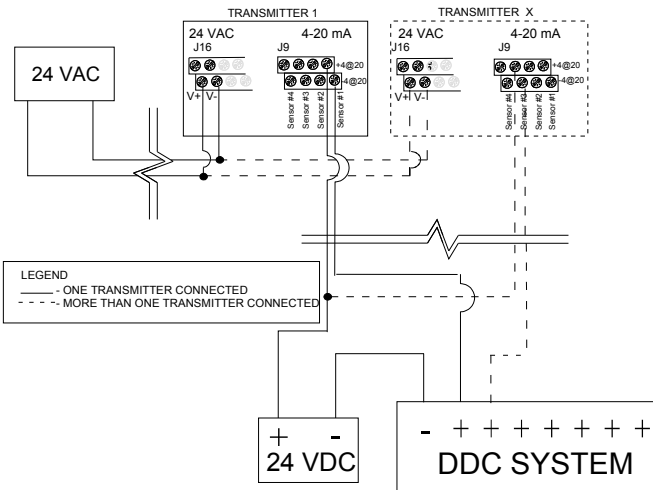 TRANSMITTER 1
TRANSMITTER X
24 VAC
24 VAC
4-20 mA
J16
J9
+4@20
-4@20
V+
V-
Sensor #4
Sensor #3
Sensor #2
Sensor #1
24 VAC
4-20 mA
J16
J9
+4@20
-4@20
V+
V-
Sensor #4
Sensor #3
Sensor #2
Sensor #1
LEGEND
- ONE TRANSMITTER CONNECTED
- MORE THAN ONE TRANSMITTER CONNECTED
+ -
24 VDC
- + + + + + + +
DDC SYSTEM